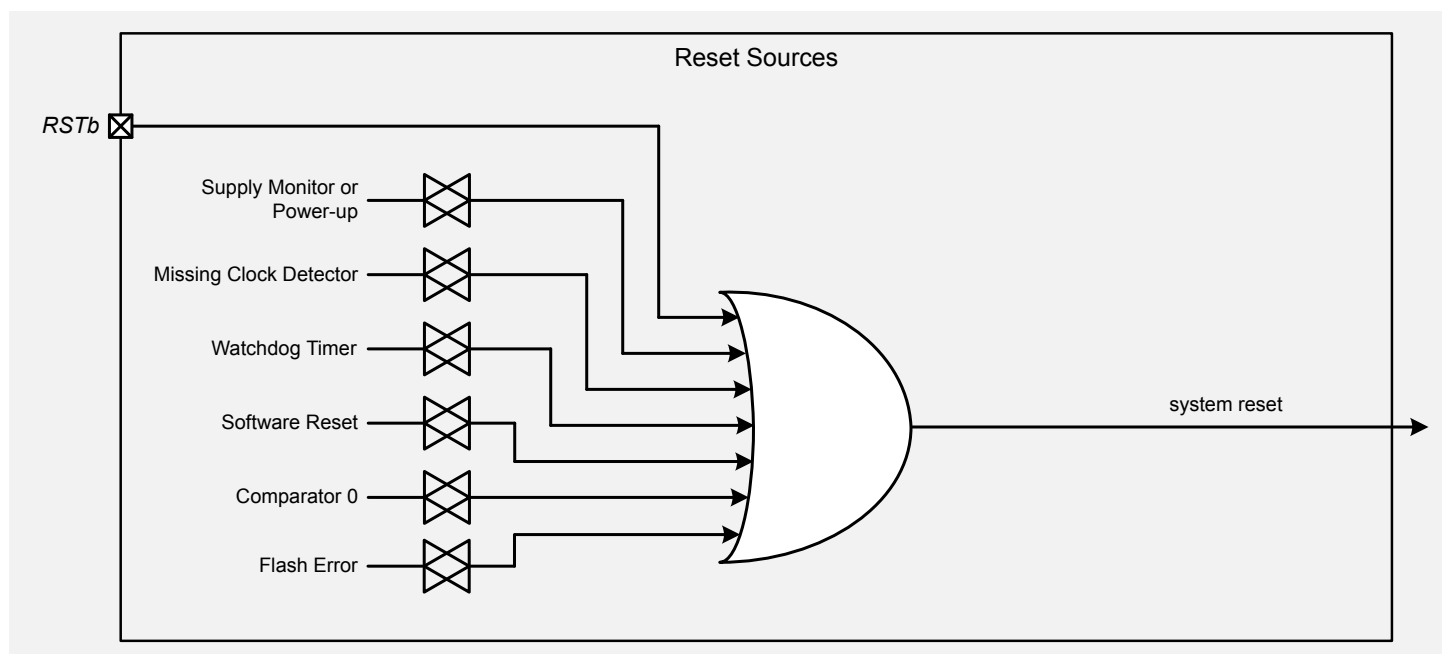 Reset Sources
RSTb
Supply Monitor or
Power-up
Missing Clock Detector
Watchdog Timer
Software Reset
Comparator 0
Flash Error
system reset